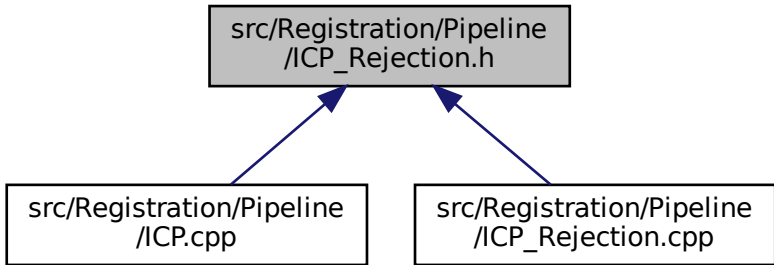 src/Registration/Pipeline
/ICP_Rejection.h
src/Registration/Pipeline
/ICP.cpp
src/Registration/Pipeline
/ICP_Rejection.cpp